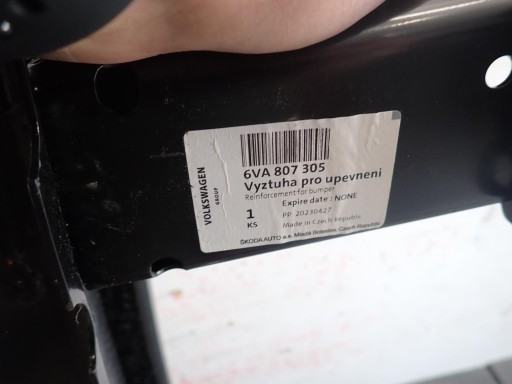 6VA 807 305
Vyztuha pro upevneni
Reinforcement for bumper
Expire date : NONE
PP 20230427
Made in Czech Republic
VOLKSWAGEN
GROUP
1
KS
ŠKODA AUTO a.s. Mladá Boleslav, Czech Republic